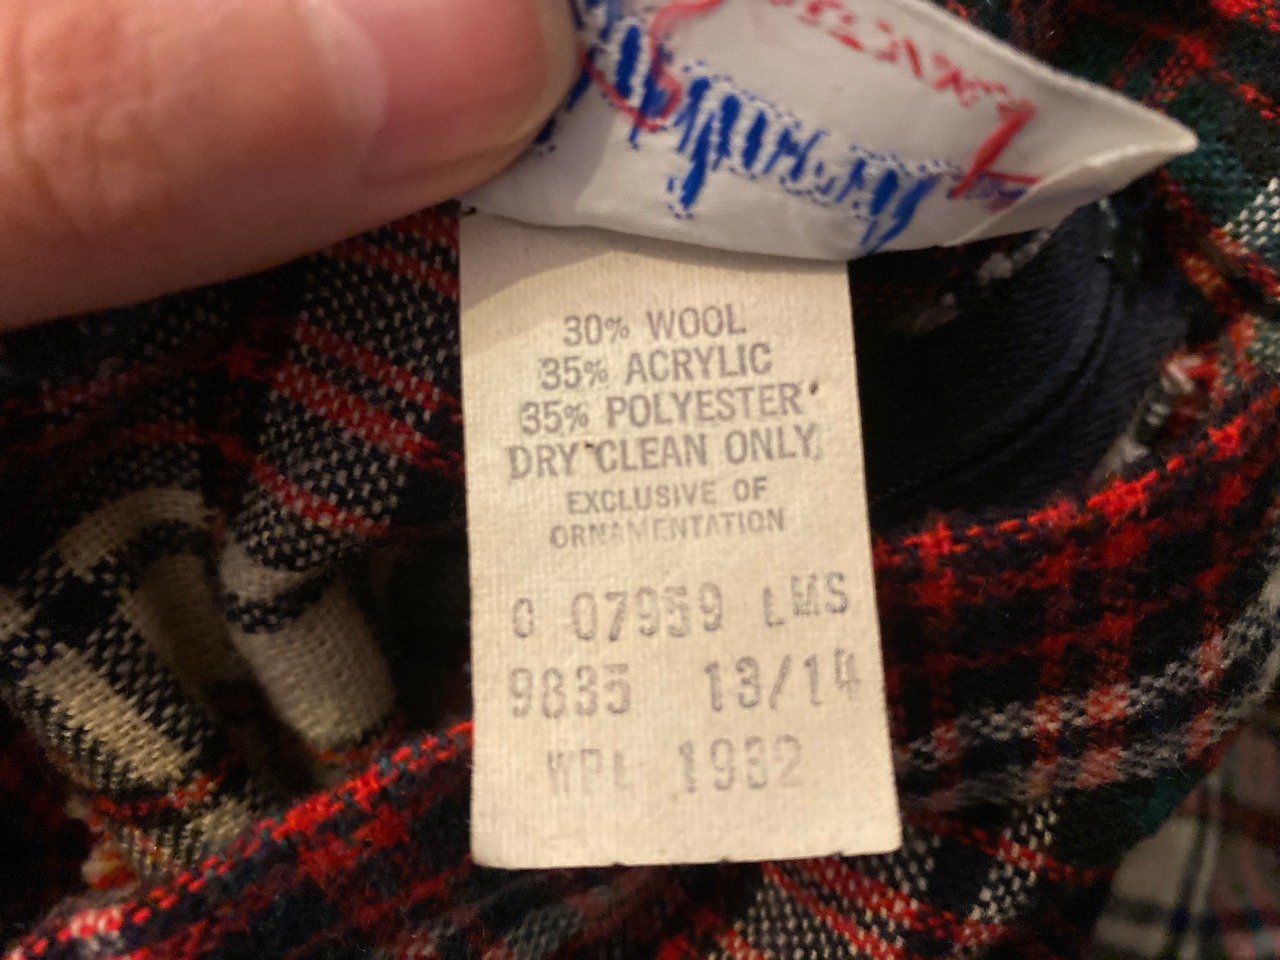 30% WOOL
35% ACRYLIC
35% POLYESTER
DRY CLEAN ONLY
EXCLUSIVE OF
ORNAMENTATION
0 07959 LMS
9835 13/14
WPL 1932